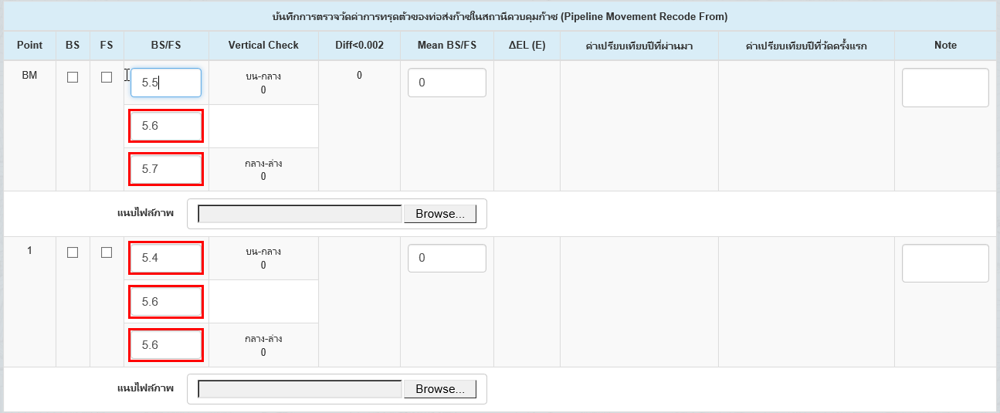 บันทึกการตรวจวัดค่าการทรุดตัวของท่อส่งก๊าซในสถานีควบคุมก๊าซ (Pipeline Movement Recode From)
Point BS FS BS/FS Vertical Check Diff<0.002 Mean BS/FS ΔEL (E) ค่าเปรียบเทียบปีที่ผ่านมา ค่าเปรียบเทียบปีที่วัดครั้งแรก Note
BM 5.5 บน-กลาง 0 0
0
5.6
5.7 กลาง-ล่าง
0
แนบไฟล์ภาพ Browse...
1 5.4 บน-กลาง 0
0
5.6
5.6 กลาง-ล่าง
0
แนบไฟล์ภาพ Browse...